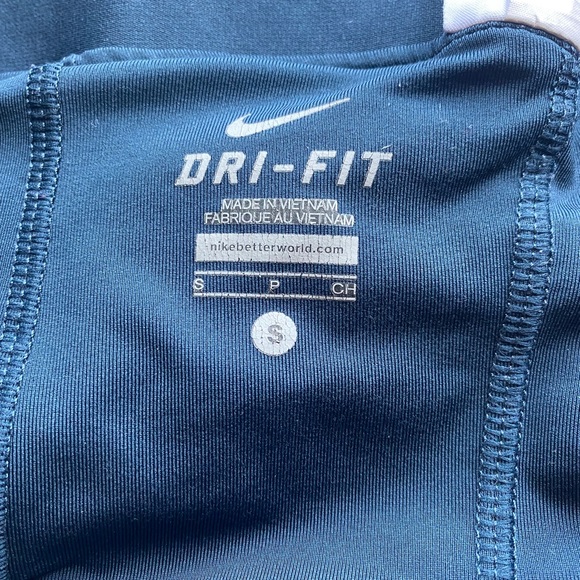 DRI-FIT
MADE IN VIETNAM
FABRIQUE AU VIETNAM
nikebetterworld.com
S P CH
S